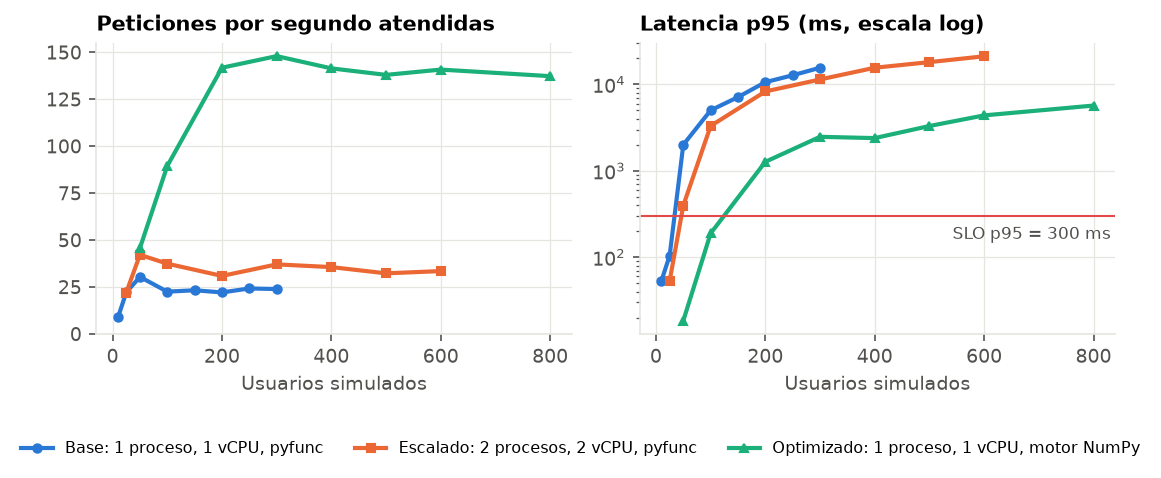 Peticiones por segundo atendidas
150
125
100
75
50
25
0
0 200 400 600 800
Usuarios simulados
Latencia p95 (ms, escala log)
10⁴
10³
10²
SLO p95 = 300 ms
0 200 400 600 800
Usuarios simulados
Base: 1 proceso, 1 vCPU, pyfunc
Escalado: 2 procesos, 2 vCPU, pyfunc
Optimizado: 1 proceso, 1 vCPU, motor NumPy